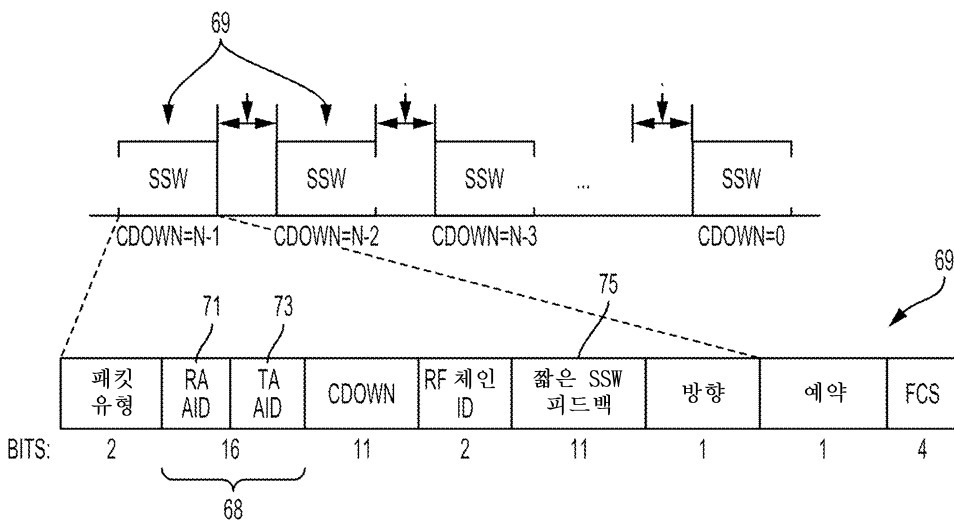 69
SSW SSW SSW ... SSW
CDOWN=N-1 CDOWN=N-2 CDOWN=N-3 CDOWN=0
71 73 75 69
패킷 유형
RA AID
TA AID
CDOWN
RF 체인 ID
짧은 SSW 피드백
방향
예약
FCS
BITS: 2 16 11 2 11 1 1 4
68